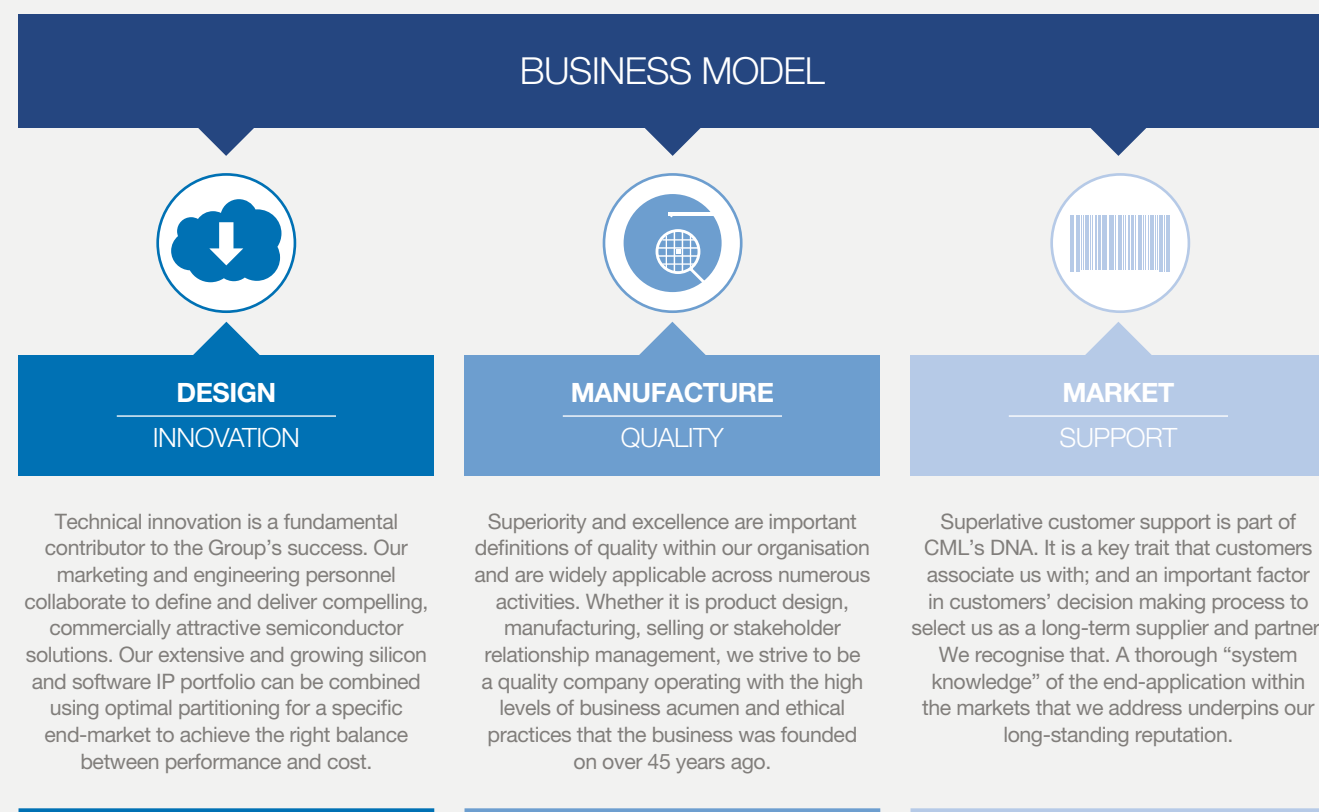 BUSINESS MODEL
DESIGN
INNOVATION
Technical innovation is a fundamental
contributor to the Group’s success. Our
marketing and engineering personnel
collaborate to define and deliver compelling,
commercially attractive semiconductor
solutions. Our extensive and growing silicon
and software IP portfolio can be combined
using optimal partitioning for a specific
end-market to achieve the right balance
between performance and cost.
MANUFACTURE
QUALITY
Superiority and excellence are important
definitions of quality within our organisation
and are widely applicable across numerous
activities. Whether it is product design,
manufacturing, selling or stakeholder
relationship management, we strive to be
a quality company operating with the high
levels of business acumen and ethical
practices that the business was founded
on over 45 years ago.
MARKET
SUPPORT
Superlative customer support is part of
CML’s DNA. It is a key trait that customers
associate us with; and an important factor
in customers’ decision making process to
select us as a long-term supplier and partner
We recognise that. A thorough “system
knowledge” of the end-application within
the markets that we address underpins our
long-standing reputation.